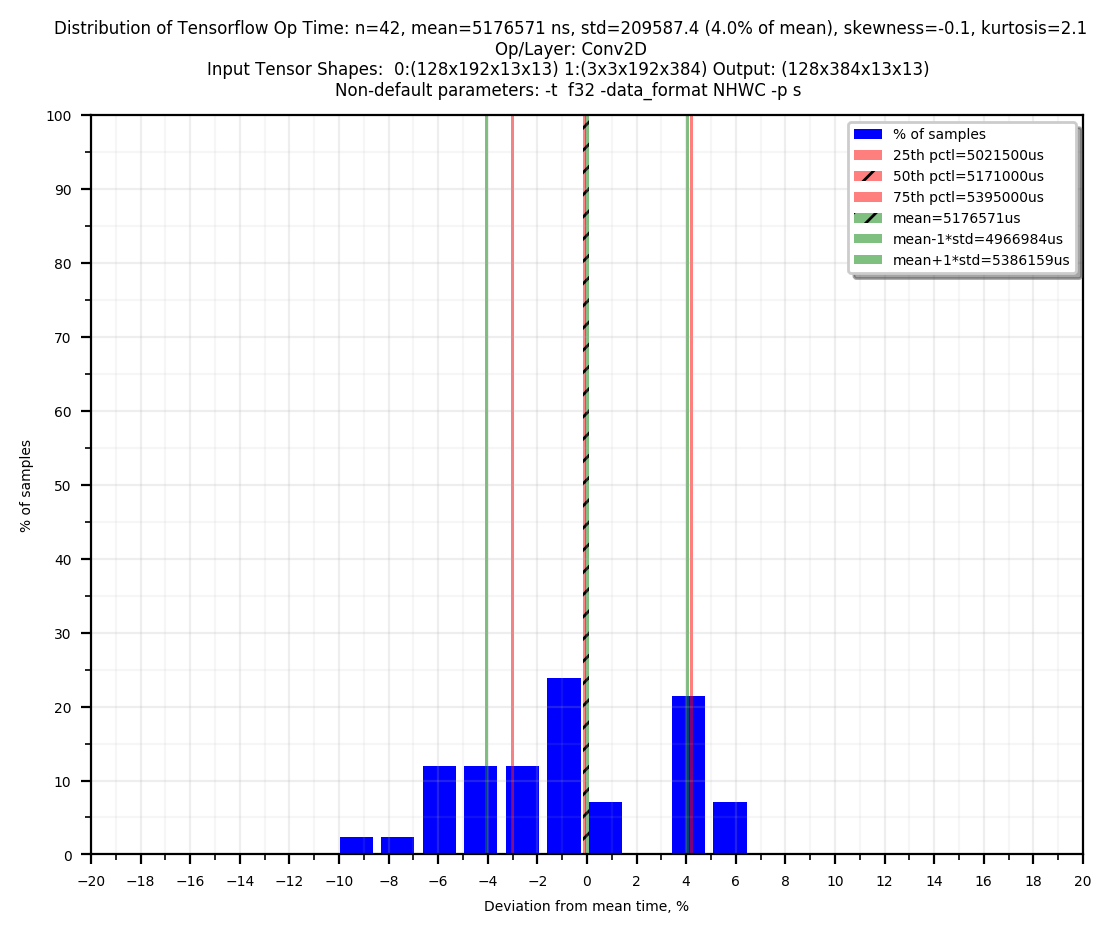 Distribution of Tensorflow Op Time: n=42, mean=5176571 ns, std=209587.4 (4.0% of mean), skewness=-0.1, kurtosis=2.1
Op/Layer: Conv2D
Input Tensor Shapes:  0:(128x192x13x13) 1:(3x3x192x384) Output: (128x384x13x13)
Non-default parameters: -t  f32 -data_format NHWC -p s
100
90
80
70
60
50
40
30
20
10
0
% of samples
% of samples
25th pctl=5021500us
50th pctl=5171000us
75th pctl=5395000us
mean=5176571us
mean-1*std=4966984us
mean+1*std=5386159us
−20 −18 −16 −14 −12 −10 −8 −6 −4 −2 0 2 4 6 8 10 12 14 16 18 20
Deviation from mean time, %